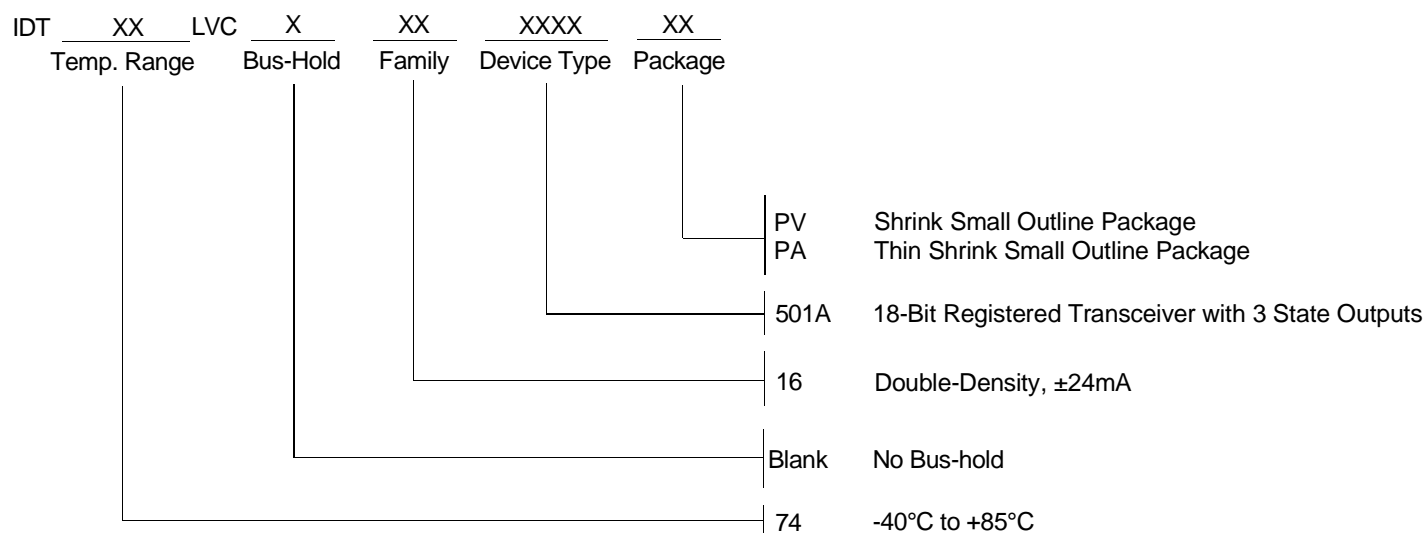 IDT XX LVC X XX XXXX XX
Temp. Range Bus-Hold Family Device Type Package
PV Shrink Small Outline Package
PA Thin Shrink Small Outline Package
501A 18-Bit Registered Transceiver with 3 State Outputs
16 Double-Density, ±24mA
Blank No Bus-hold
74 -40°C to +85°C